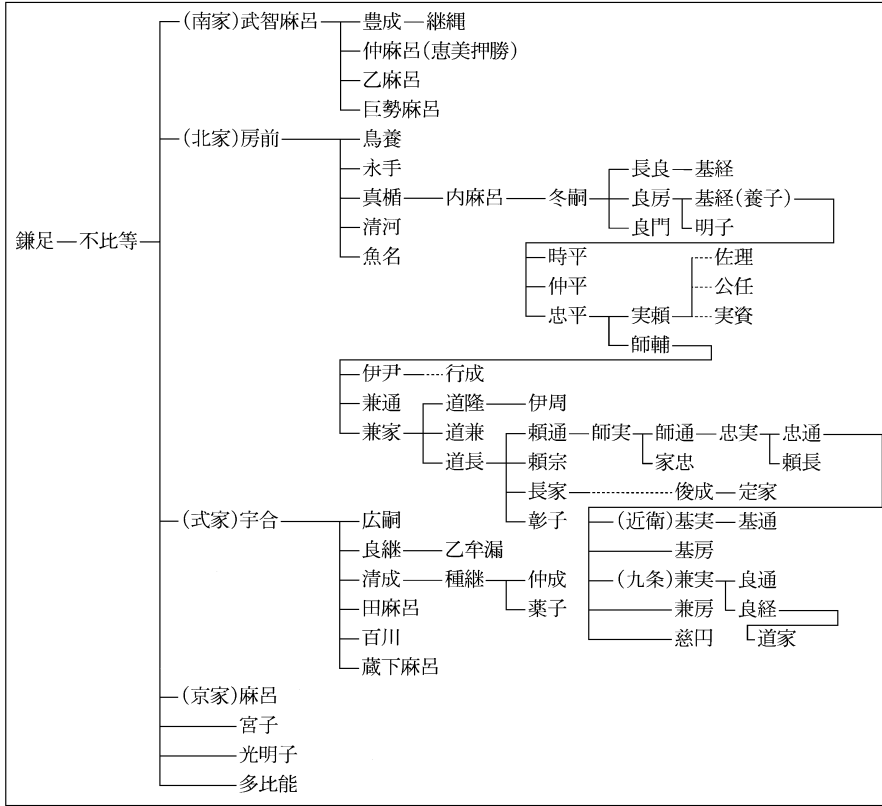 (南家)武智麻呂 豊成 継縄
仲麻呂(恵美押勝)
乙麻呂
巨勢麻呂
(北家)房前 鳥養
永手 長良 基経
真楯 内麻呂 冬嗣 良房 基経(養子)
清河 良門 明子
鎌足 不比等
魚名 時平 佐理
仲平 公任
忠平 実頼 実資
師輔
伊尹 行成
兼通 道隆 伊周
兼家 道兼 頼通 師実 師通 忠実 忠通
道長 頼宗 家忠 頼長
長家 俊成 定家
(式家)宇合 広嗣 彰子 (近衛)基実 基通
良継 乙牟漏 基房
清成 種継 仲成 (九条)兼実 良通
田麻呂 薬子 兼房 良経
百川 慈円 道家
蔵下麻呂
(京家)麻呂
宮子
光明子
多比能